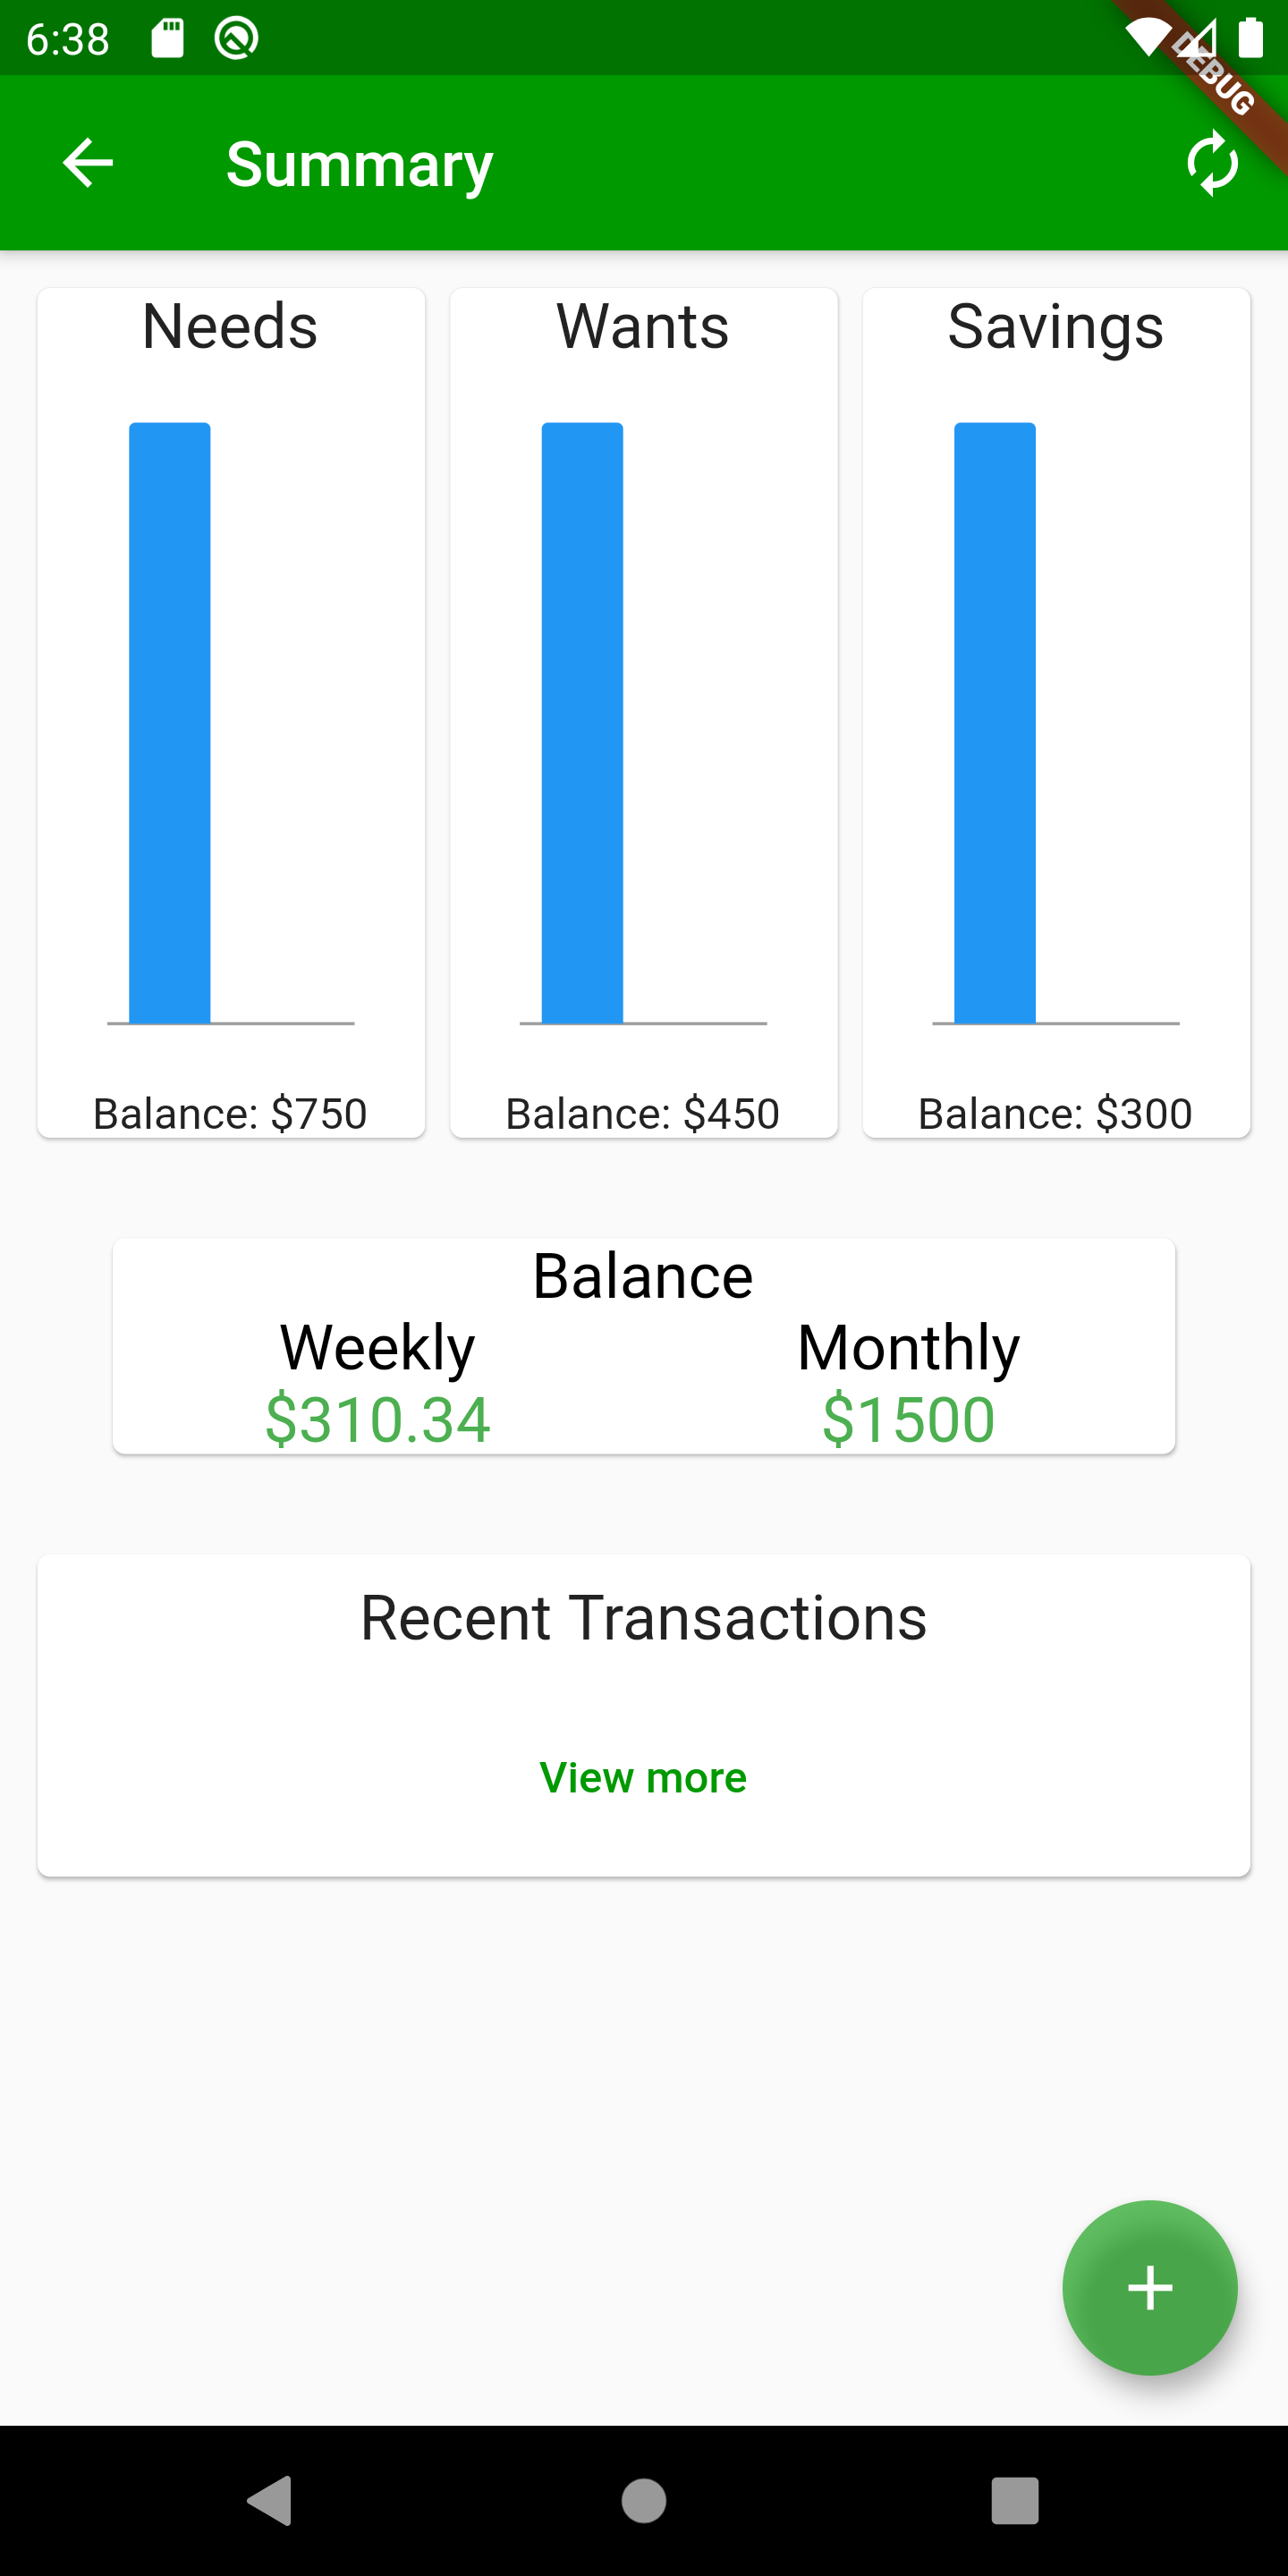 6:38
DEBUG
Summary
Needs
Wants
Savings
Balance: $750
Balance: $450
Balance: $300
Balance
Weekly
Monthly
$310.34
$1500
Recent Transactions
View more